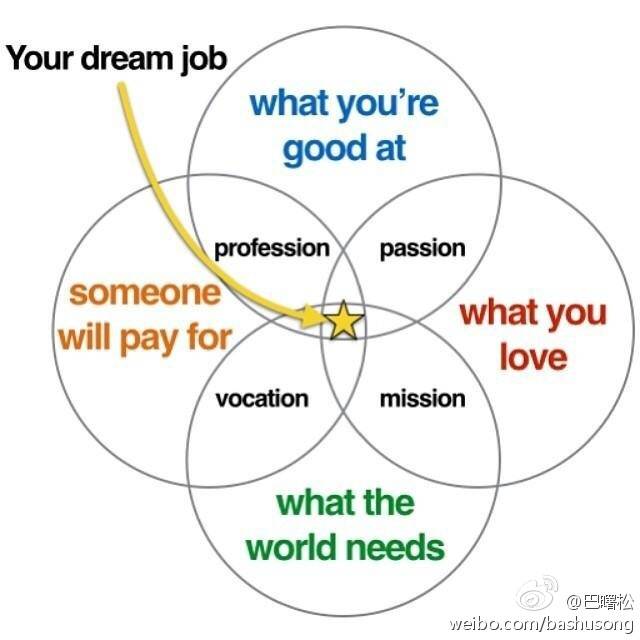 Your dream job
what you're
good at
profession
passion
someone
will pay for
what you
love
vocation
mission
what the
world needs
@巴曙松
weibo.com/bashusong